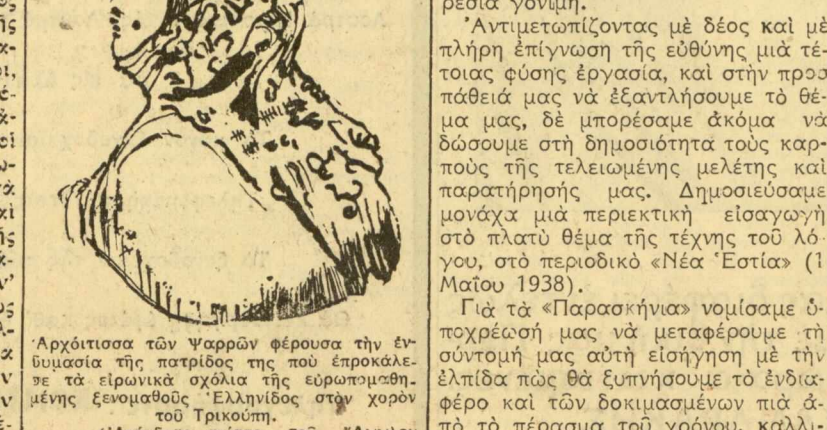 Ἀρχόιτισσα τῶν Ψαρρῶν φέρουσα τὴν ἐν-
δυμασία τῆς πατρίδος της ποὺ ἐπροκάλε-
σε τὰ εἰρωνικὰ σχόλια τῆς εὐρωπομαθη-
μένης ξενομαθοῦς Ἑλληνίδος στὸν χορὸν
τοῦ Τρικούπη.
ρεσία γόνιμη.
Ἀντιμετωπίζοντας μὲ δέος καὶ μὲ
πλήρη ἐπίγνωση τῆς εὐθύνης μιὰ τέ-
τοιας φύσης ἐργασία, καὶ στὴν προσ
πάθειά μας νὰ ἐξαντλήσουμε τὸ θέ-
μα μας, δὲ μπορέσαμε ἀκόμα νὰ
δώσουμε στὴ δημοσιότητα τοὺς καρ-
ποὺς τῆς τελειωμένης μελέτης καὶ
παρατήρησής μας. Δημοσιεύσαμε
μονάχα μιὰ περιεκτικὴ εἰσαγωγὴ
στὸ πλατὺ θέμα τῆς τέχνης τοῦ λό-
γου, στὸ περιοδικὸ «Νέα Ἑστία» (1
Μαΐου 1938).
Γιὰ τὰ «Παρασκήνια» νομίσαμε ὑ-
ποχρέωσή μας νὰ μεταφέρουμε τὴ
σύντομή μας αὐτὴ εἰσήγηση μὲ τὴν
ἐλπίδα πὼς θὰ ξυπνήσουμε τὸ ἐνδια-
φέρο καὶ τῶν δοκιμασμένων πιὰ ἀ-
πὸ τὸ πέρασμα τοῦ χρόνου, καλλι-